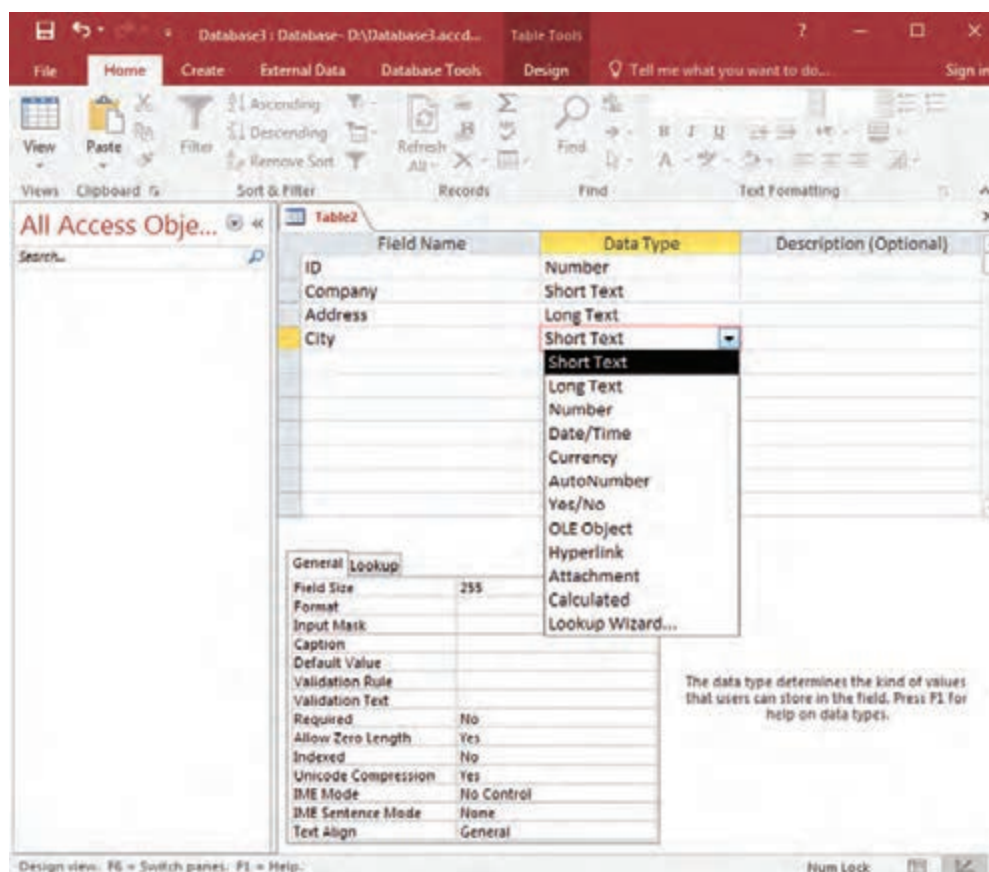 Database3 : Database- D:\Database3.accd... Table Tools ?
File Home Create External Data Database Tools Design Tell me what you want to do... Sign in
View Paste Filter Ascending Descending Remove Sort Refresh All Find B I U A
Views Clipboard Sort & Filter Records Find Text Formatting
All Access Obje...
Search...
Table2
Field Name Data Type Description (Optional)
ID Number
Company Short Text
Address Long Text
City Short Text
Short Text
Long Text
Number
Date/Time
Currency
AutoNumber
Yes/No
OLE Object
Hyperlink
Attachment
Calculated
Lookup Wizard...
General Lookup
Field Size 255
Format
Input Mask
Caption
Default Value
Validation Rule
Validation Text
Required No
Allow Zero Length Yes
Indexed No
Unicode Compression Yes
IME Mode No Control
IME Sentence Mode None
Text Align General
The data type determines the kind of values
that users can store in the field. Press F1 for
help on data types.
Design view. F6 = Switch panes. F1 = Help. Num Lock